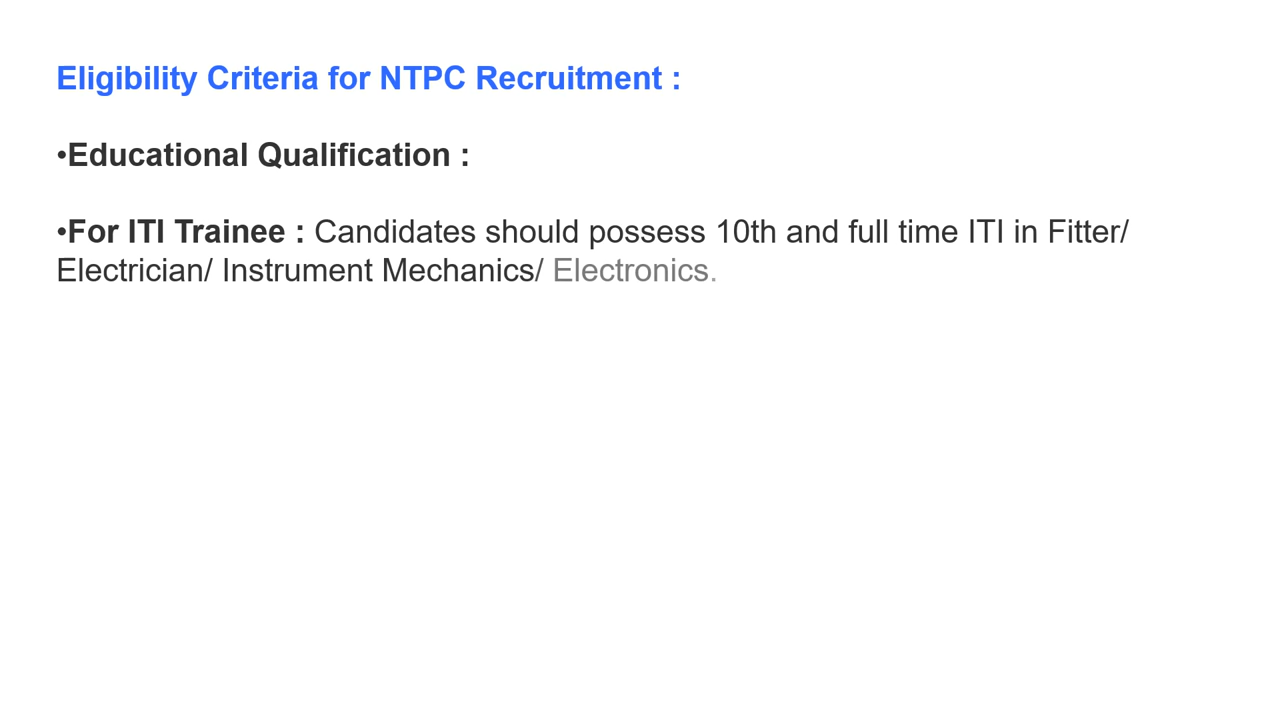 Eligibility Criteria for NTPC Recruitment :
•Educational Qualification :
•For ITI Trainee : Candidates should possess 10th and full time ITI in Fitter/
Electrician/ Instrument Mechanics/ Electronics.